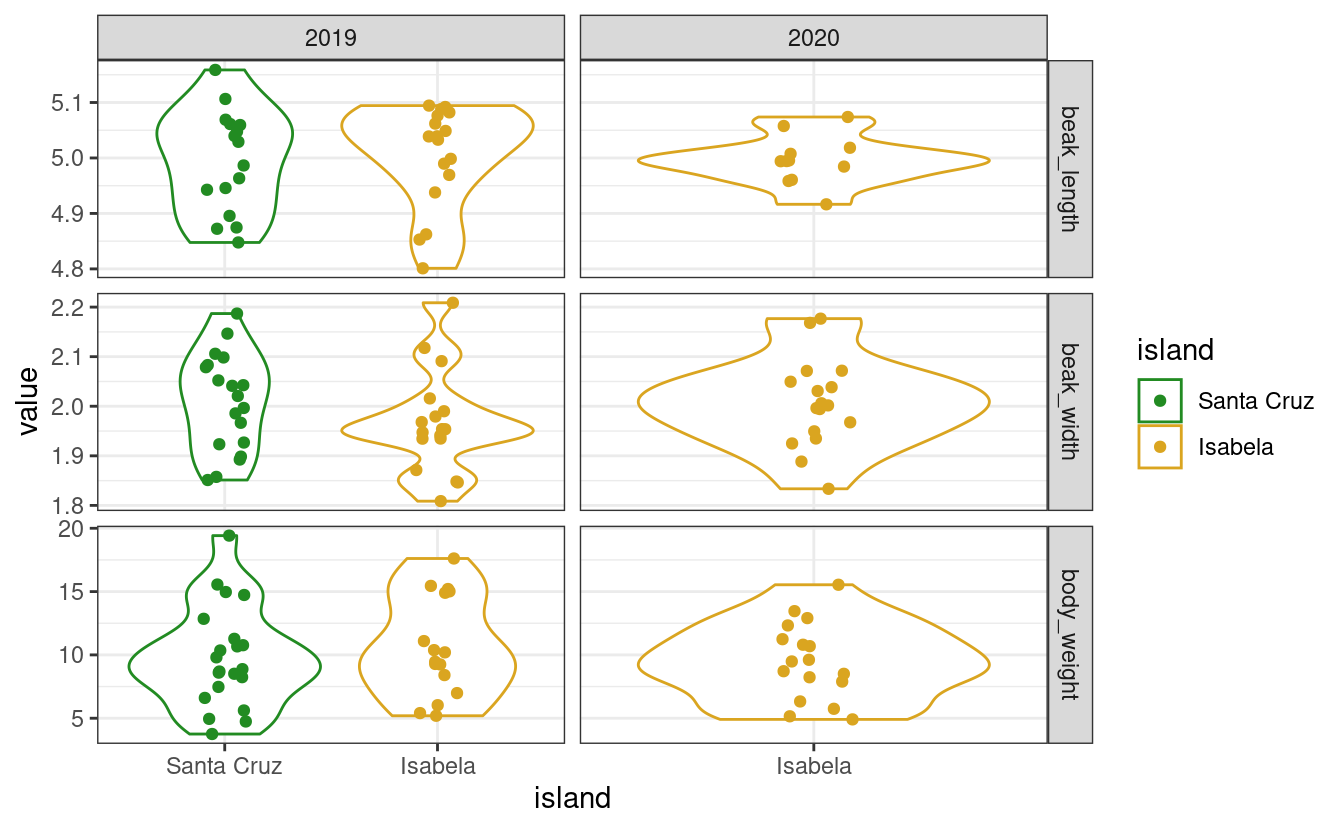 2019
2020
5.1
5.0
4.9
4.8
beak_length
2.2
2.1
2.0
1.9
1.8
beak_width
20
15
10
5
body_weight
value
Santa Cruz
Isabela
Isabela
island
island
Santa Cruz
Isabela